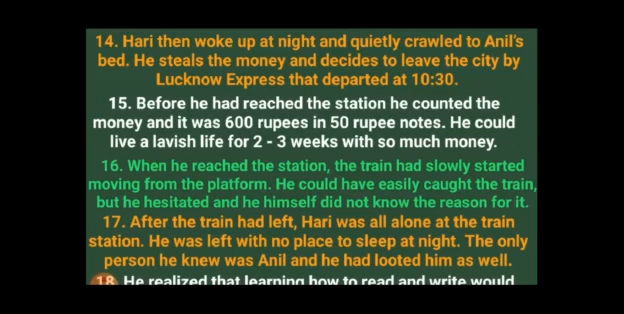 14. Hari then woke up at night and quietly crawled to Anil's
bed. He steals the money and decides to leave the city by
Lucknow Express that departed at 10:30.
15. Before he had reached the station he counted the
money and it was 600 rupees in 50 rupee notes. He could
live a lavish life for 2 - 3 weeks with so much money.
16. When he reached the station, the train had slowly started
moving from the platform. He could have easily caught the train,
but he hesitated and he himself did not know the reason for it.
17. After the train had left, Hari was all alone at the train
station. He was left with no place to sleep at night. The only
person he knew was Anil and he had looted him as well.
18 He realized that learning how to read and write would